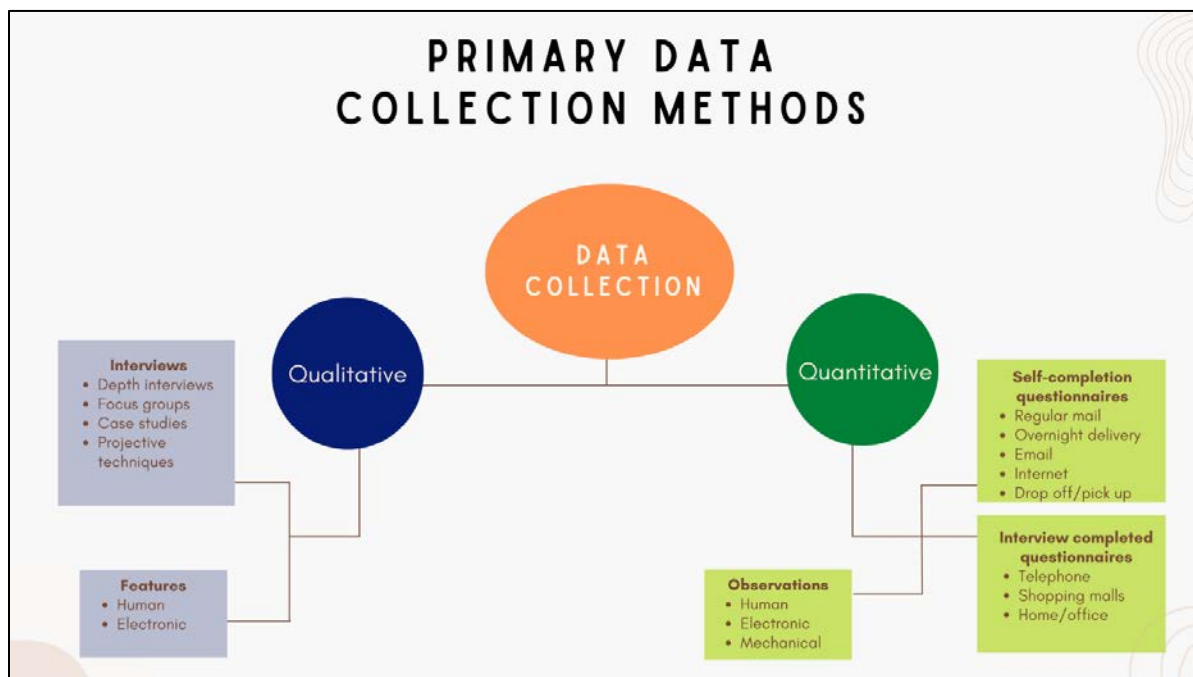 PRIMARY DATA
COLLECTION METHODS
DATA
COLLECTION
Qualitative
Quantitative
Interviews
• Depth interviews
• Focus groups
• Case studies
• Projective
techniques
Features
• Human
• Electronic
Self-completion
questionnaires
• Regular mail
• Overnight delivery
• Email
• Internet
• Drop off/pick up
Interview completed
questionnaires
• Telephone
• Shopping malls
• Home/office
Observations
• Human
• Electronic
• Mechanical